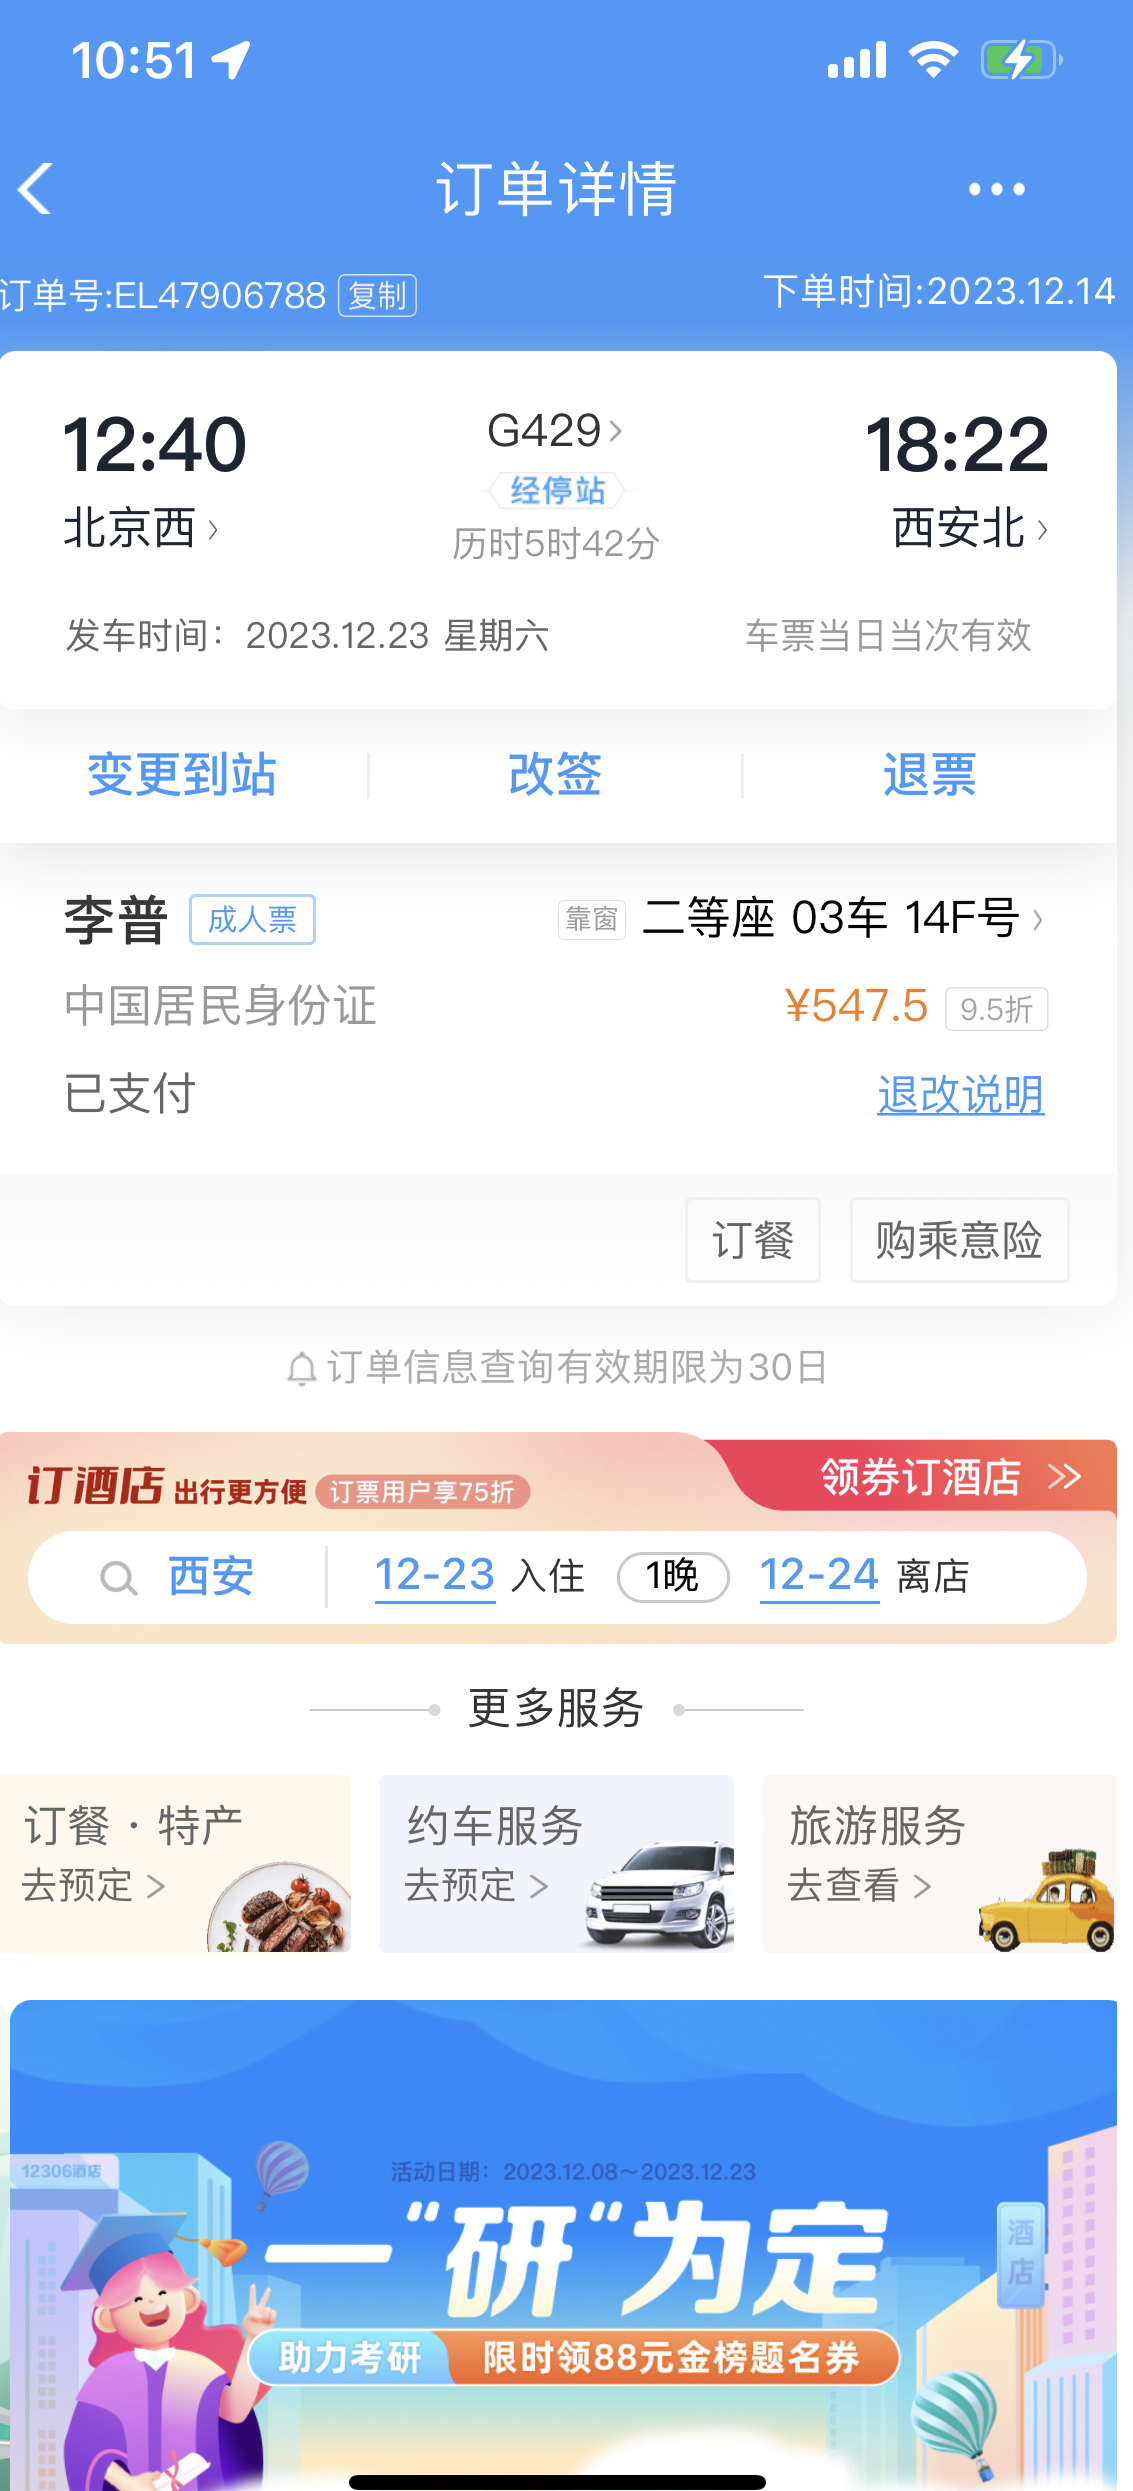 10:51
订单详情
订单号:EL47906788 复制 下单时间:2023.12.14
12:40 G429 18:22
经停站
北京西 西安北
历时5时42分
发车时间：2023.12.23 星期六 车票当日当次有效
变更到站 改签 退票
李普 成人票 靠窗 二等座 03车 14F号
中国居民身份证 ¥547.5 9.5折
已支付 退改说明
订餐 购乘意险
订单信息查询有效期限为30日
订酒店 出行更方便 订票用户享75折 领券订酒店
西安 12-23 入住 1晚 12-24 离店
更多服务
订餐·特产 约车服务 旅游服务
去预定 去预定 去查看
12306酒店
活动日期：2023.12.08~2023.12.23
一“研“为定
酒店
助力考研 限时领88元金榜题名券